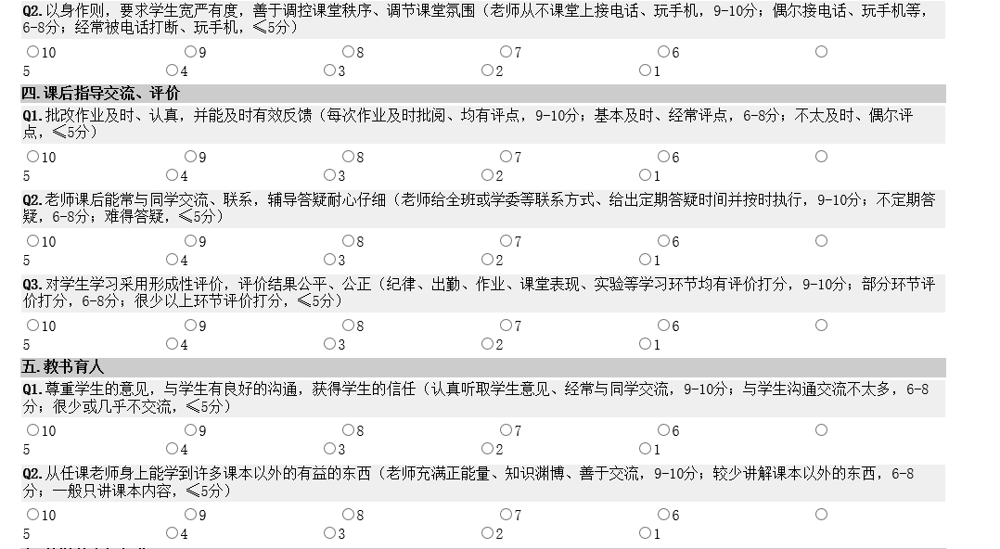 Q2.以身作则，要求学生宽严有度，善于调控课堂秩序、调节课堂氛围（老师从不课堂上接电话、玩手机，9-10分；偶尔接电话、玩手机等，
6-8分；经常被电话打断、玩手机，≤5分）
10 9 8 7 6
5 4 3 2 1
四.课后指导交流、评价
Q1.批改作业及时、认真，并能及时有效反馈（每次作业及时批阅、均有评点，9-10分；基本及时、经常评点，6-8分；不太及时、偶尔评
点，≤5分）
10 9 8 7 6
5 4 3 2 1
Q2.老师课后能常与同学交流、联系，辅导答疑耐心仔细（老师给全班或学委等联系方式、给出定期答疑时间并按时执行，9-10分；不定期答
疑，6-8分；难得答疑，≤5分）
10 9 8 7 6
5 4 3 2 1
Q3.对学生学习采用形成性评价，评价结果公平、公正（纪律、出勤、作业、课堂表现、实验等学习环节均有评价打分，9-10分；部分环节评
价打分，6-8分；很少以上环节评价打分，≤5分）
10 9 8 7 6
5 4 3 2 1
五.教书育人
Q1.尊重学生的意见，与学生有良好的沟通，获得学生的信任（认真听取学生意见、经常与同学交流，9-10分；与学生沟通交流不太多，6-8
分；很少或几乎不交流，≤5分）
10 9 8 7 6
5 4 3 2 1
Q2.从任课老师身上能学到许多课本以外的有益的东西（老师充满正能量、知识渊博、善于交流，9-10分；较少讲解课本以外的东西，6-8
分；一般只讲课本内容，≤5分）
10 9 8 7 6
5 4 3 2 1